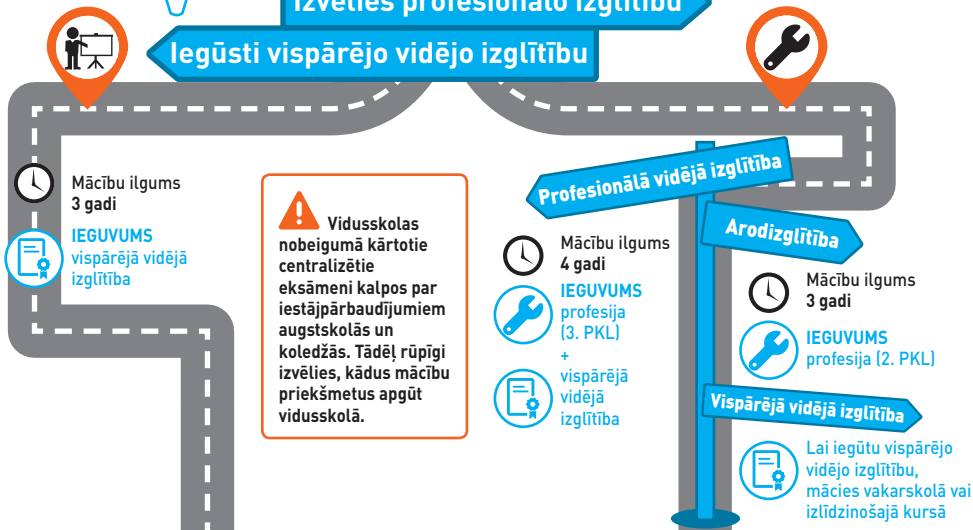 Izvēlies profesionālo izglītību
Iegūsti vispārējo vidējo izglītību
Mācību ilgums
3 gadi
IEGUVUMS
vispārējā vidējā
izglītība
Vidusskolas
nobeigumā kārtotie
centralizētie
eksāmeni kalpos par
iestājpārbaudījumiem
augstskolās un
koledžās. Tādēļ rūpīgi
izvēlies, kādus mācību
priekšmetus apgūt
vidusskolā.
Profesionālā vidējā izglītība
Mācību ilgums
4 gadi
IEGUVUMS
profesija
(3. PKL)
+
vispārējā
vidējā
izglītība
Arodizglītība
Mācību ilgums
3 gadi
IEGUVUMS
profesija (2. PKL)
Vispārējā vidējā izglītība
Lai iegūtu vispārējo
vidējo izglītību,
mācies vakarskolā vai
izlīdzinošajā kursā